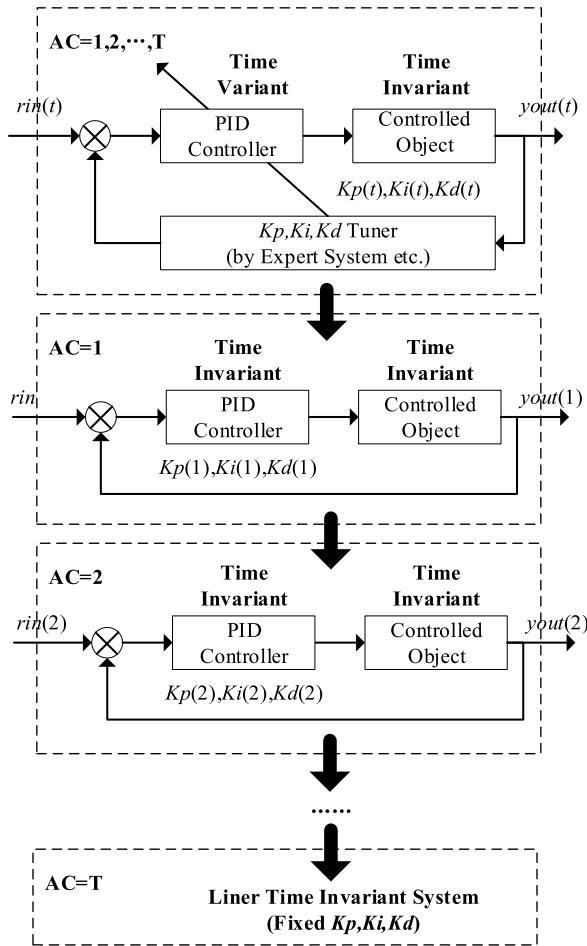 AC=1,2,···,T
Time
Variant
Time
Invariant
rin(t)
PID
Controller
Controlled
Object
yout(t)
Kp(t),Ki(t),Kd(t)
Kp,Ki,Kd Tuner
(by Expert System etc.)
AC=1
Time
Invariant
Time
Invariant
rin
PID
Controller
Controlled
Object
yout(1)
Kp(1),Ki(1),Kd(1)
AC=2
Time
Invariant
Time
Invariant
rin(2)
PID
Controller
Controlled
Object
yout(2)
Kp(2),Ki(2),Kd(2)
......
AC=T
Liner Time Invariant System
(Fixed Kp,Ki,Kd)